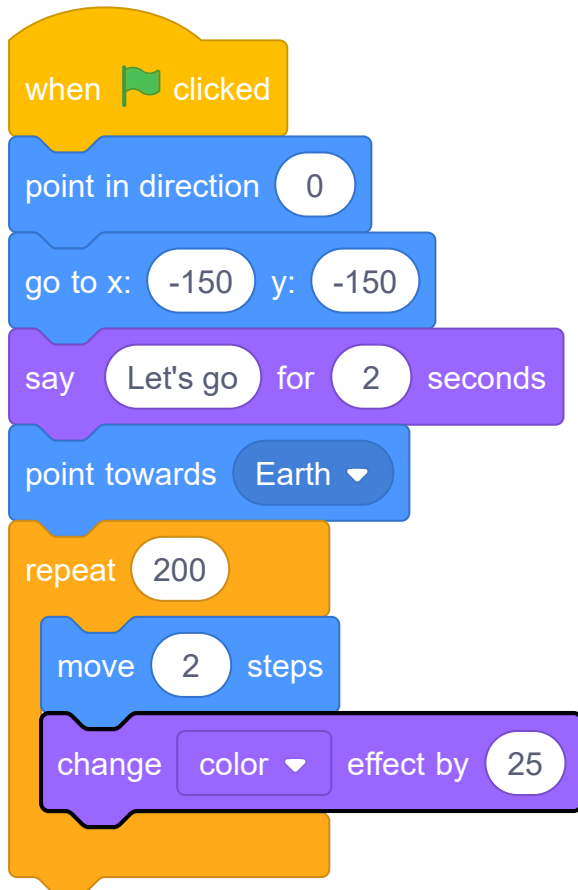 when clicked
point in direction 0
go to x: -150 y: -150
say Let's go for 2 seconds
point towards Earth
repeat 200
move 2 steps
change color effect by 25